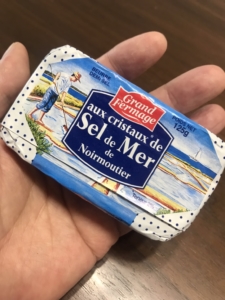 Grand
Fermage
aux cristaux de
Sel de Mer
de
Noirmoutier
125g